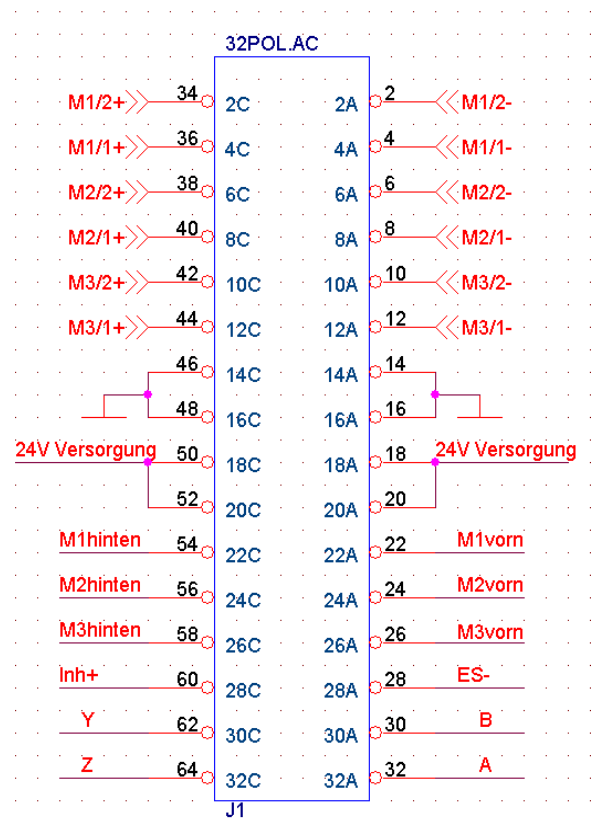 32POL.AC
M1/2+ 34 2C 2A 2 M1/2-
M1/1+ 36 4C 4A 4 M1/1-
M2/2+ 38 6C 6A 6 M2/2-
M2/1+ 40 8C 8A 8 M2/1-
M3/2+ 42 10C 10A 10 M3/2-
M3/1+ 44 12C 12A 12 M3/1-
46 14C 14A 14
48 16C 16A 16
24V Versorgung 50 18C 18A 18 24V Versorgung
52 20C 20A 20
M1hinten 54 22C 22A 22 M1vorn
M2hinten 56 24C 24A 24 M2vorn
M3hinten 58 26C 26A 26 M3vorn
Inh+ 60 28C 28A 28 ES-
Y 62 30C 30A 30 B
Z 64 32C 32A 32 A
J1